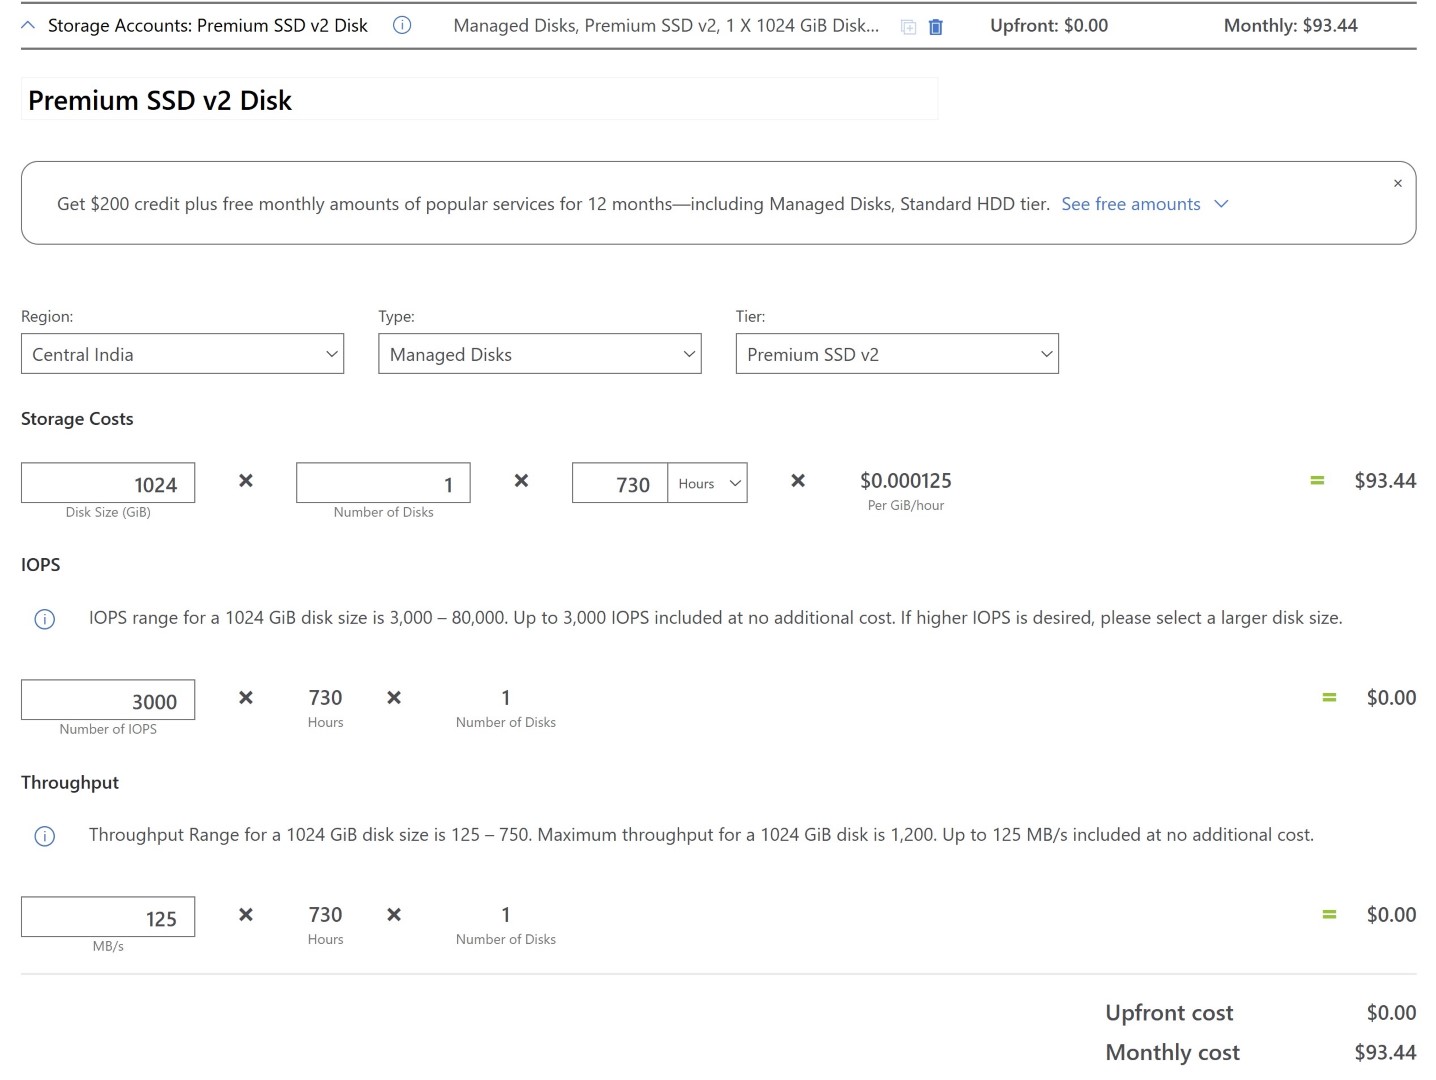 Storage Accounts: Premium SSD v2 Disk Managed Disks, Premium SSD v2, 1 X 1024 GiB Disk... Upfront: $0.00 Monthly: $93.44
Premium SSD v2 Disk
Get $200 credit plus free monthly amounts of popular services for 12 months—including Managed Disks, Standard HDD tier. See free amounts
Region: Type: Tier:
Central India Managed Disks Premium SSD v2
Storage Costs
1024 × 1 × 730 Hours × $0.000125 = $93.44
Disk Size (GiB) Number of Disks Per GiB/hour
IOPS
IOPS range for a 1024 GiB disk size is 3,000 – 80,000. Up to 3,000 IOPS included at no additional cost. If higher IOPS is desired, please select a larger disk size.
3000 × 730 × 1 = $0.00
Number of IOPS Hours Number of Disks
Throughput
Throughput Range for a 1024 GiB disk size is 125 – 750. Maximum throughput for a 1024 GiB disk is 1,200. Up to 125 MB/s included at no additional cost.
125 × 730 × 1 = $0.00
MB/s Hours Number of Disks
Upfront cost $0.00
Monthly cost $93.44